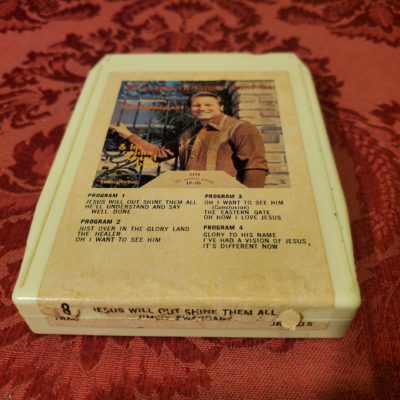 PROGRAM 1
JESUS WILL OUT SHINE THEM ALL
HE'LL UNDERSTAND AND SAY
WELL DONE
PROGRAM 2
JUST OVER IN THE GLORY LAND
THE HEALER
OH I WANT TO SEE HIM
PROGRAM 3
OH I WANT TO SEE HIM
(Conclusion)
THE EASTERN GATE
OH HOW I LOVE JESUS
PROGRAM 4
GLORY TO HIS NAME
I'VE HAD A VISION OF JESUS
IT'S DIFFERENT NOW
8
JESUS WILL OUT SHINE THEM ALL